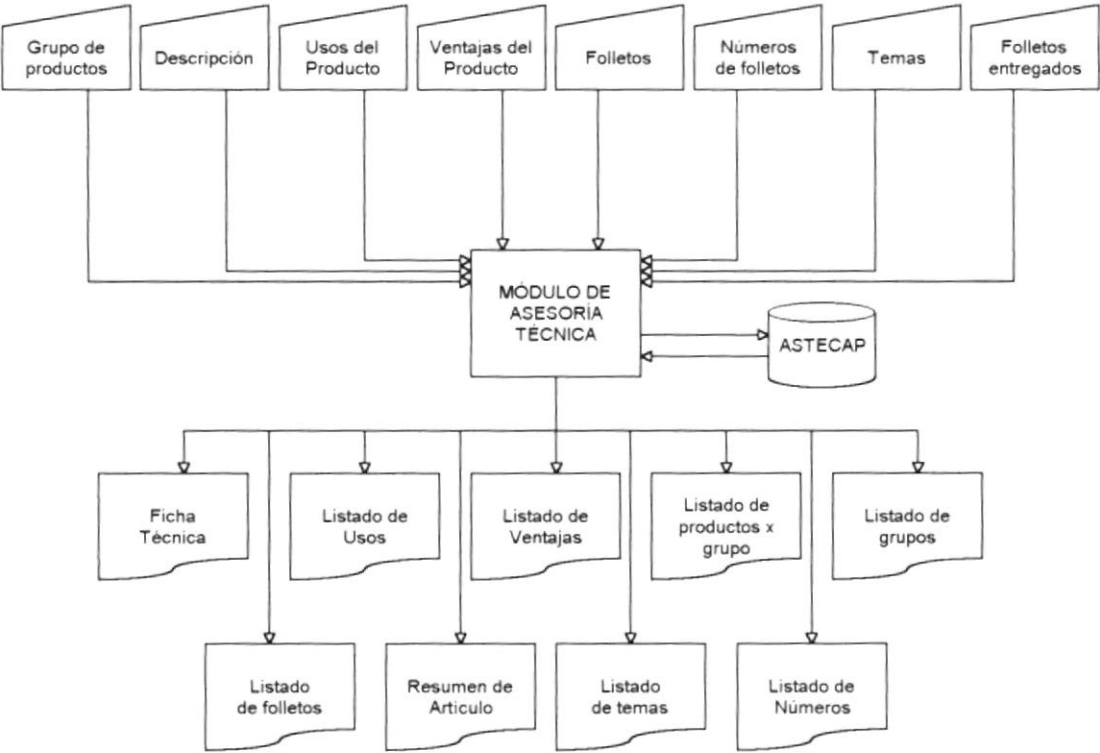 Grupo de
productos
Descripción
Usos del
Producto
Ventajas del
Producto
Folletos
Números
de folletos
Temas
Folletos
entregados
MÓDULO DE
ASESORÍA
TÉCNICA
ASTECAP
Ficha
Técnica
Listado de
Usos
Listado de
Ventajas
Listado de
productos x
grupo
Listado de
grupos
Listado
de folletos
Resumen de
Articulo
Listado
de temas
Listado de
Números